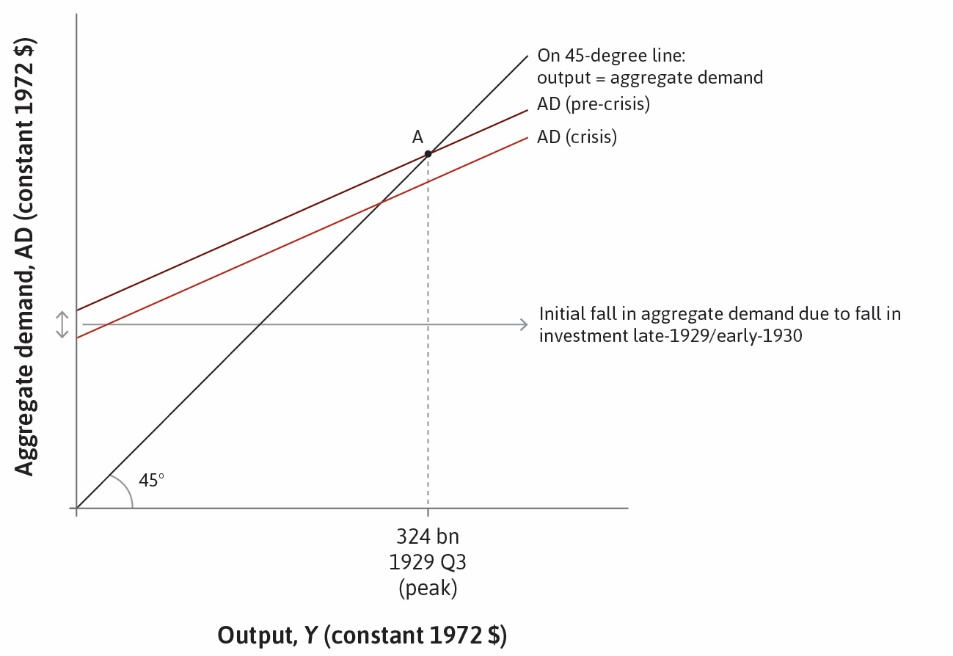 Aggregate demand, AD (constant 1972 $)
On 45-degree line:
output = aggregate demand
AD (pre-crisis)
A
AD (crisis)
Initial fall in aggregate demand due to fall in
investment late-1929/early-1930
45°
324 bn
1929 Q3
(peak)
Output, Y (constant 1972 $)